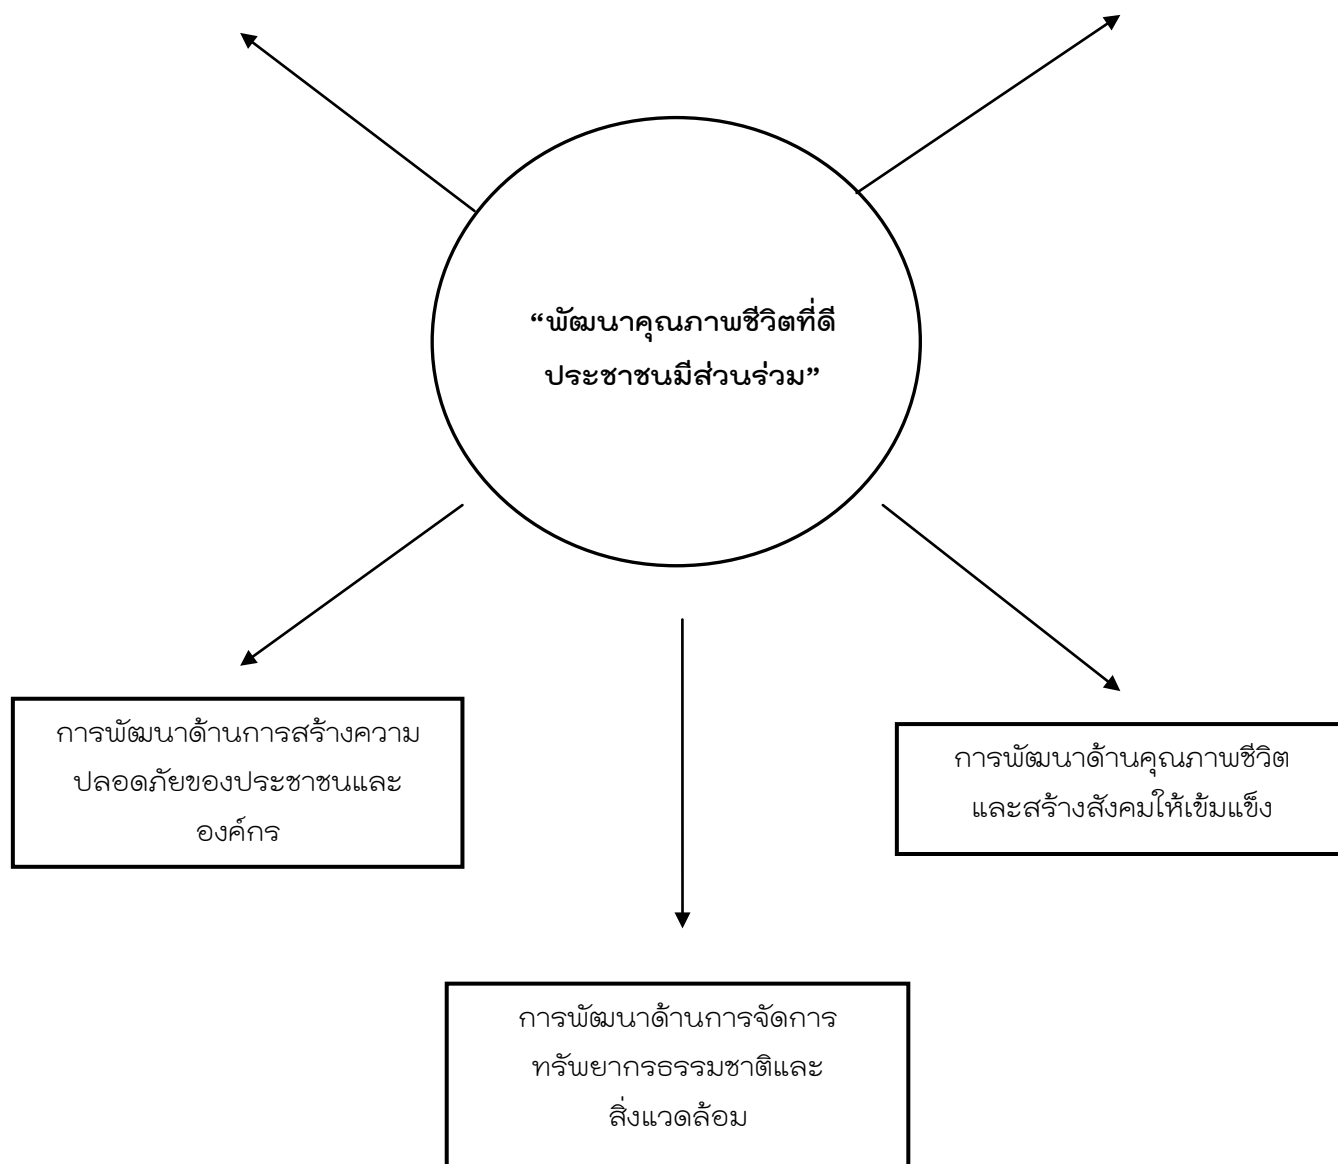 “พัฒนาคุณภาพชีวิตที่ดี
ประชาชนมีส่วนร่วม”
การพัฒนาด้านการสร้างความ
ปลอดภัยของประชาชนและ
องค์กร
การพัฒนาด้านคุณภาพชีวิต
และสร้างสังคมให้เข้มแข็ง
การพัฒนาด้านการจัดการ
ทรัพยากรธรรมชาติและ
สิ่งแวดล้อม